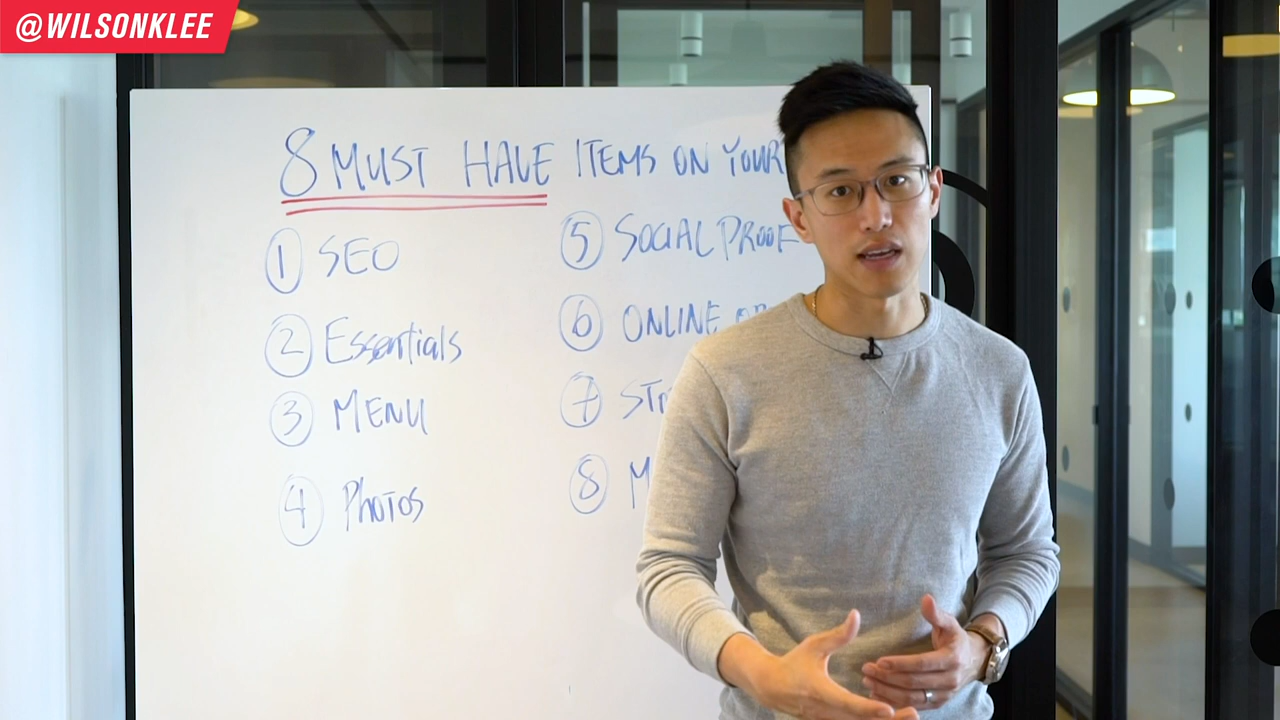 @WILSONKLEE
8 MUST HAVE ITEMS ON YOUR
1 SEO
2 Essentials
3 MENU
4 PHOTOS
5 SOCIAL PROOF
6 ONLINE
7
8